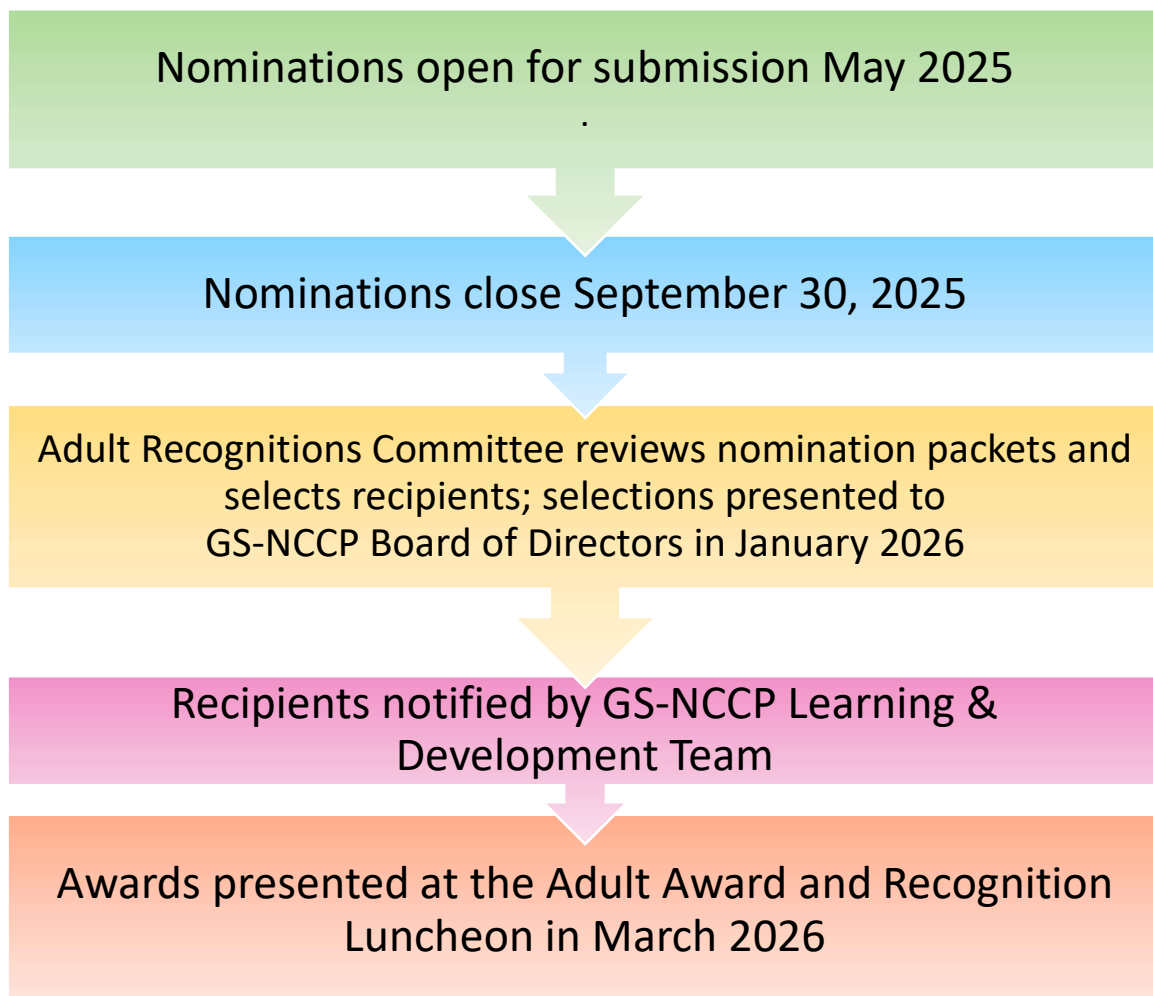 Nominations open for submission May 2025
.
Nominations close September 30, 2025
Adult Recognitions Committee reviews nomination packets and
selects recipients; selections presented to
GS-NCCP Board of Directors in January 2026
Recipients notified by GS-NCCP Learning &
Development Team
Awards presented at the Adult Award and Recognition
Luncheon in March 2026